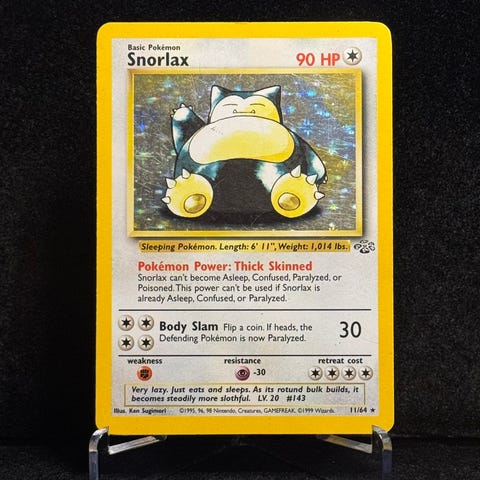 Basic Pokémon
Snorlax
90 HP
Sleeping Pokémon. Length: 6' 11", Weight: 1,014 lbs.
Pokémon Power: Thick Skinned
Snorlax can't become Asleep, Confused, Paralyzed, or
Poisoned. This power can't be used if Snorlax is
already Asleep, Confused, or Paralyzed.
Body Slam Flip a coin. If heads, the
Defending Pokémon is now Paralyzed.
30
weakness
resistance
retreat cost
-30
Very lazy. Just eats and sleeps. As its rotund bulk builds, it
becomes steadily more slothful. LV. 20 #143
Illus. Ken Sugimori
©1995, 96, 98 Nintendo, Creatures, GAMEFREAK. ©1999 Wizards.
11/64 ★